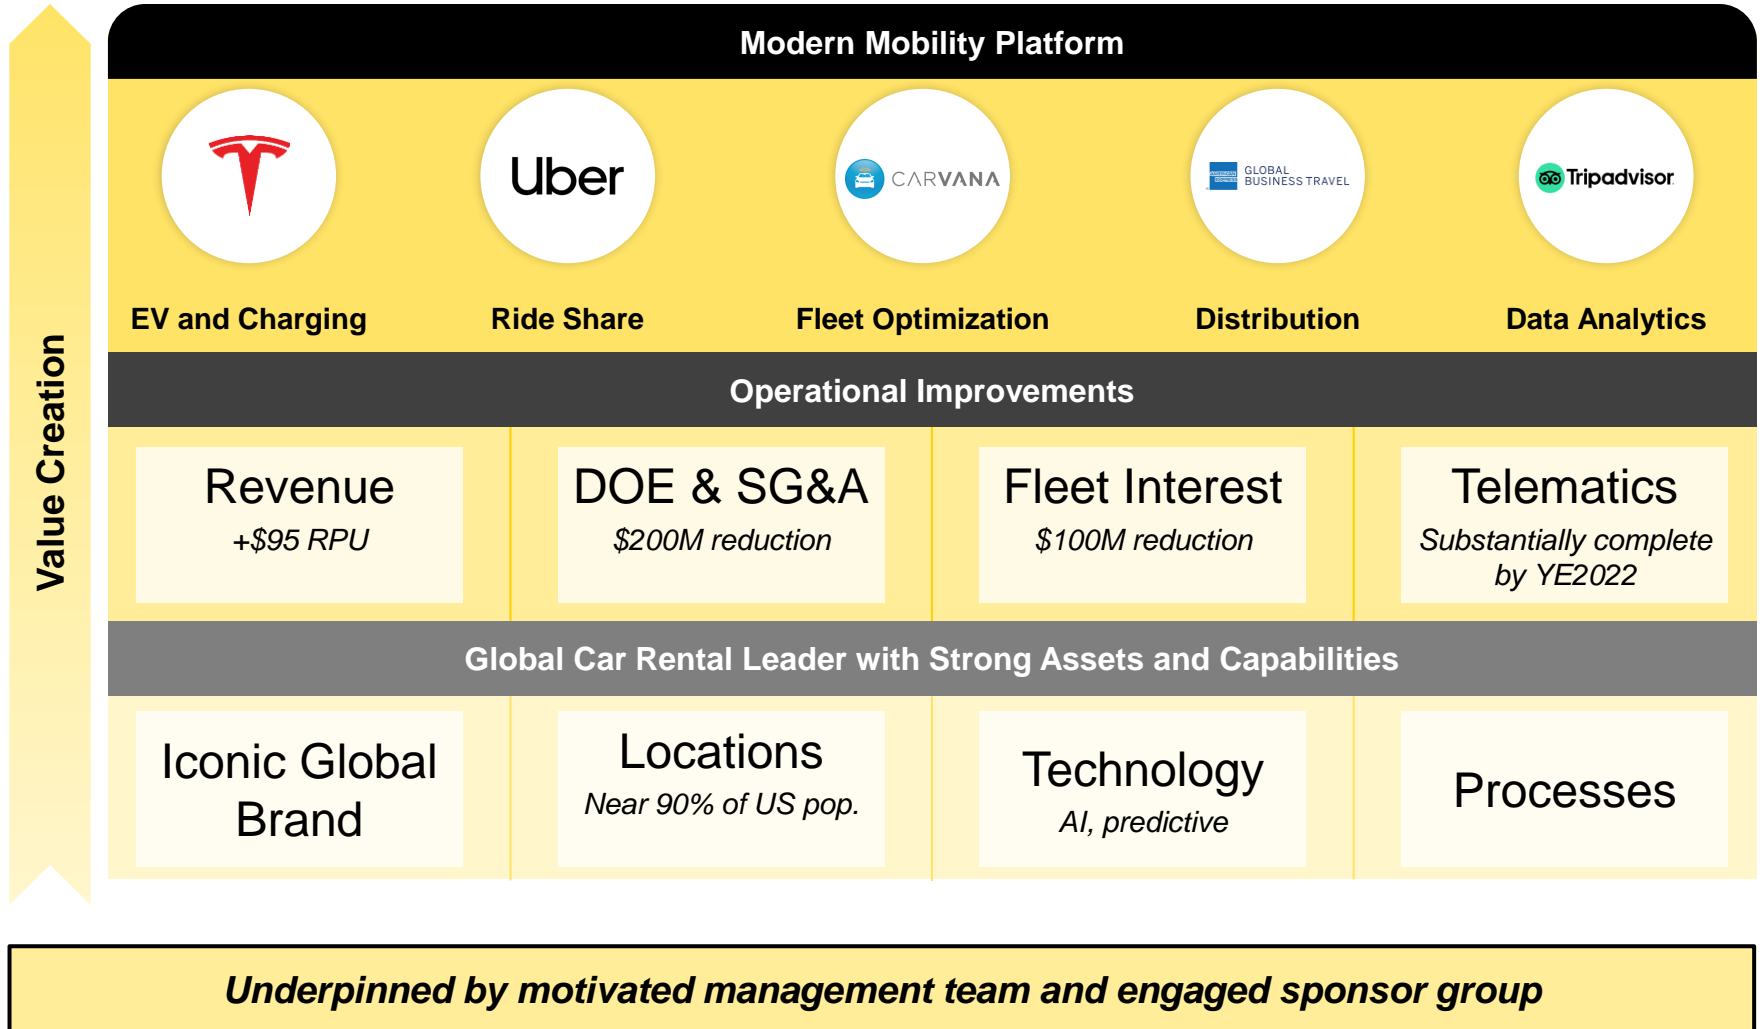 Modern Mobility Platform
Uber
CARVANA
GLOBAL
BUSINESS TRAVEL
Tripadvisor
EV and Charging
Ride Share
Fleet Optimization
Distribution
Data Analytics
Value Creation
Operational Improvements
Revenue
+$95 RPU
DOE & SG&A
$200M reduction
Fleet Interest
$100M reduction
Telematics
Substantially complete
by YE2022
Global Car Rental Leader with Strong Assets and Capabilities
Iconic Global
Brand
Locations
Near 90% of US pop.
Technology
AI, predictive
Processes
Underpinned by motivated management team and engaged sponsor group